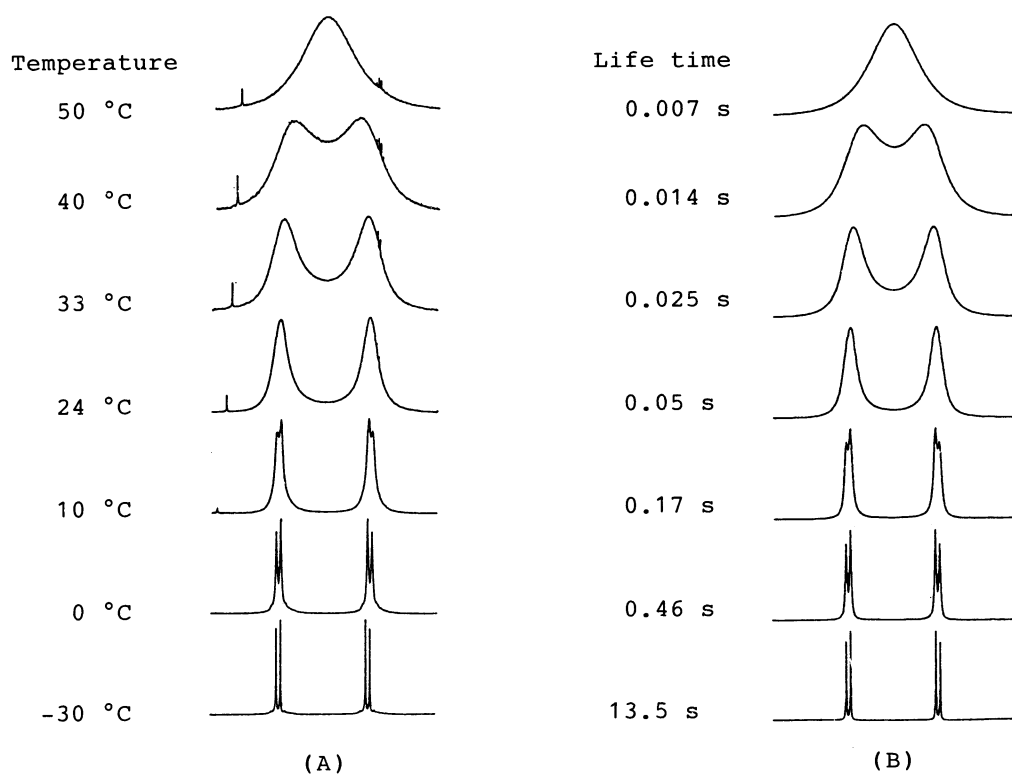 Temperature
50 °C
40 °C
33 °C
24 °C
10 °C
0 °C
-30 °C
(A)
Life time
0.007 s
0.014 s
0.025 s
0.05 s
0.17 s
0.46 s
13.5 s
(B)